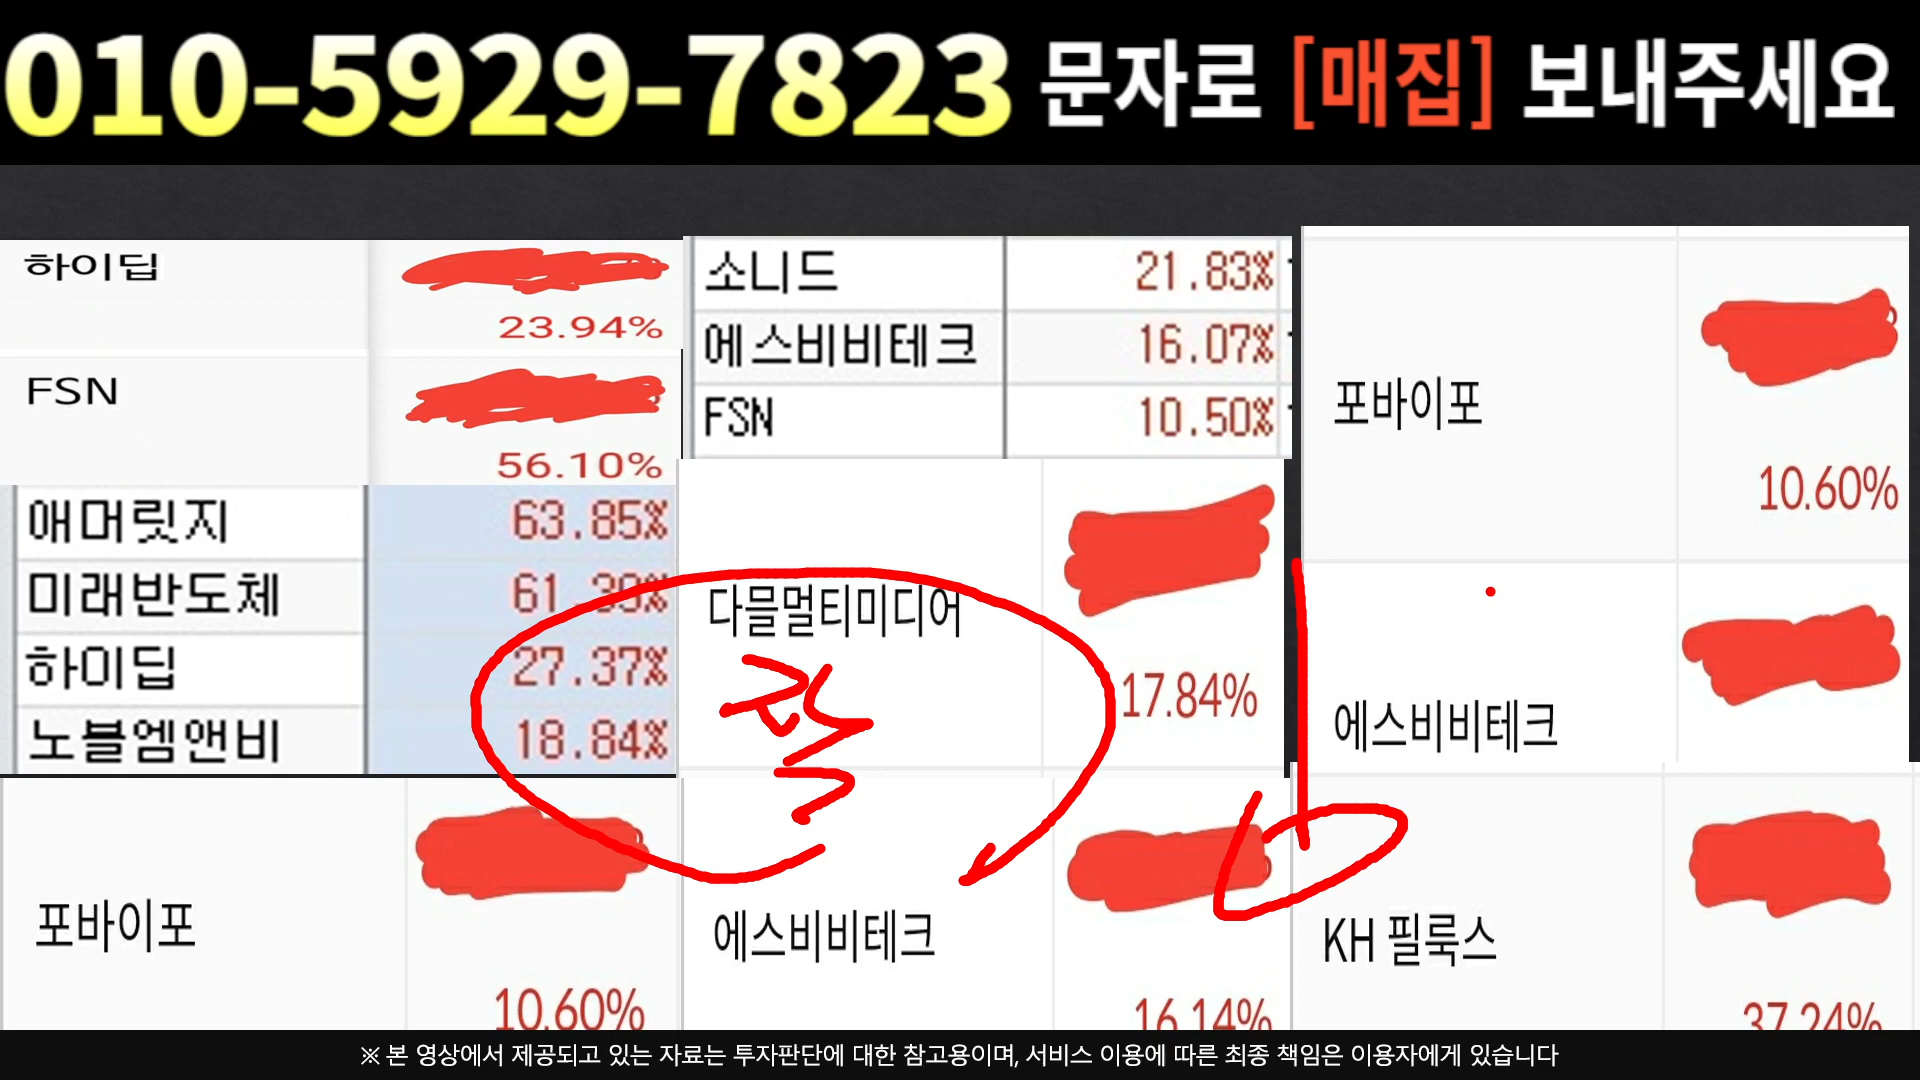 010-5929-7823 문자로 [매집] 보내주세요
하이딥
23.94%
FSN
56.10%
애머릿지
63.85%
미래반도체
61.39%
하이딥
27.37%
노블엠앤비
18.84%
소니드
21.83%
에스비비테크
16.07%
FSN
10.50%
다믈멀티미디어
17.84%
포바이포
10.60%
에스비비테크
포바이포
10.60%
에스비비테크
16.14%
KH 필룩스
37.24%
※ 본 영상에서 제공되고 있는 자료는 투자판단에 대한 참고용이며, 서비스 이용에 따른 최종 책임은 이용자에게 있습니다